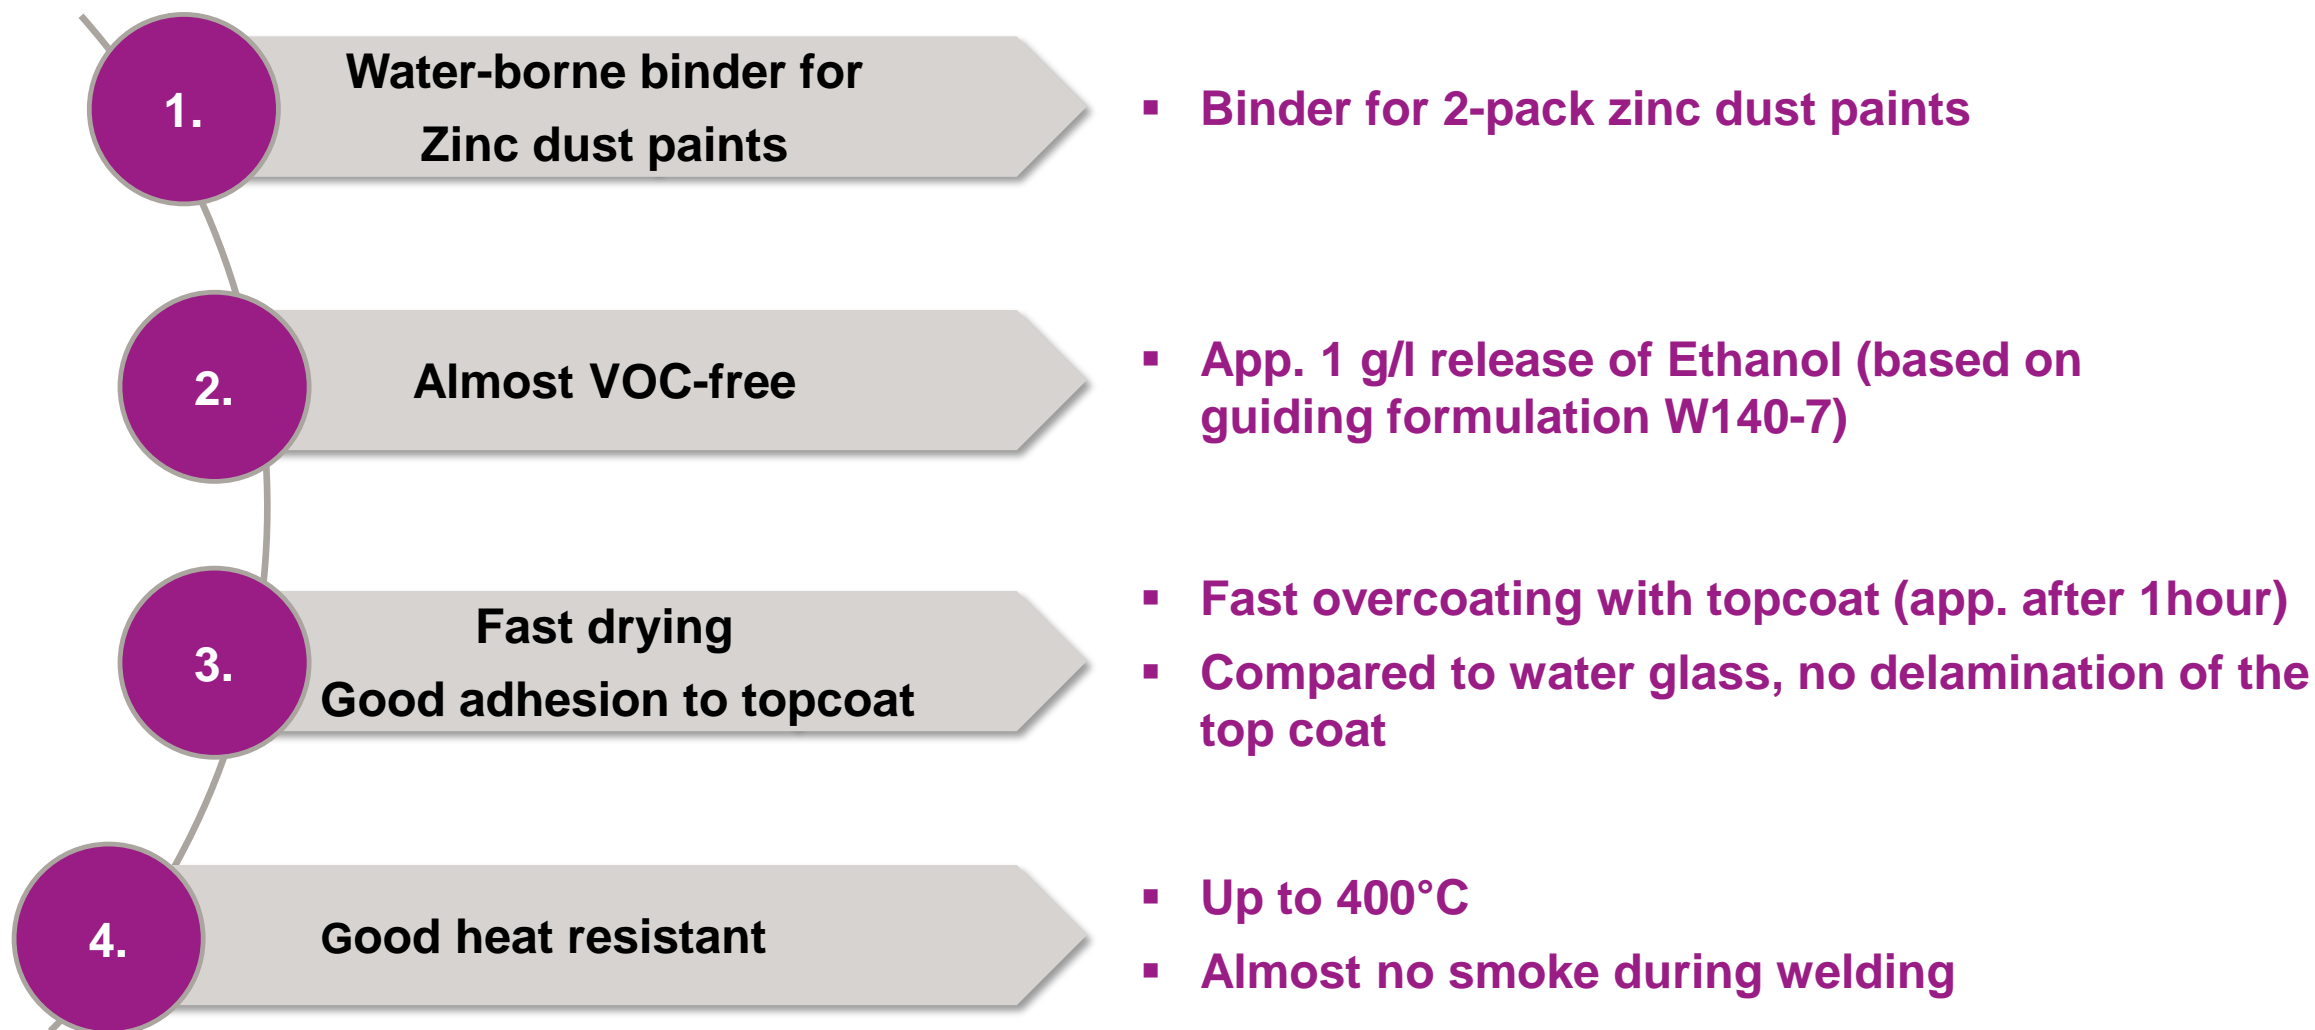 1.
Water-borne binder for
Zinc dust paints
▪ Binder for 2-pack zinc dust paints
2.
Almost VOC-free
▪ App. 1 g/l release of Ethanol (based on
guiding formulation W140-7)
3.
Fast drying
Good adhesion to topcoat
▪ Fast overcoating with topcoat (app. after 1hour)
▪ Compared to water glass, no delamination of the
top coat
4.
Good heat resistant
▪ Up to 400°C
▪ Almost no smoke during welding